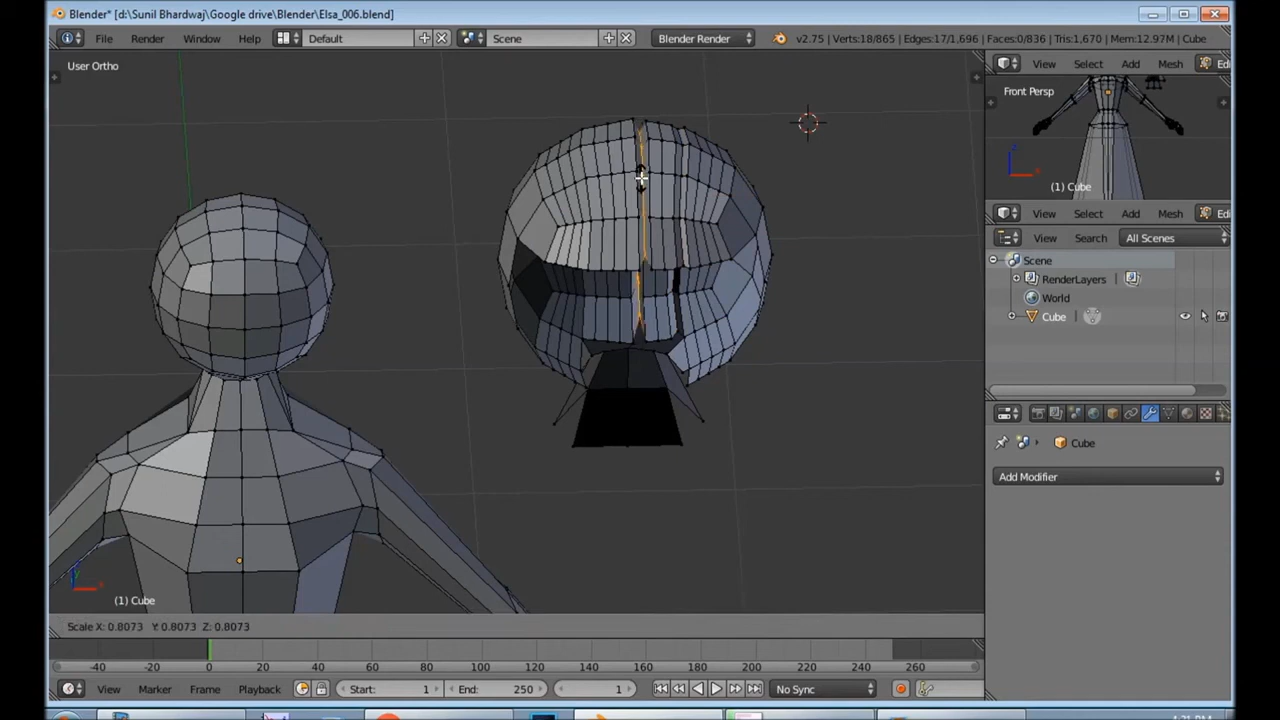 Blender* [d:\Sunil Bhardwaj\Google drive\Blender\Elsa_006.blend]
File Render Window Help Default Scene Blender Render v2.75 | Verts:18/865 | Edges:17/1,696 | Faces:0/836 | Tris:1,670 | Mem:12.97M | Cube
User Ortho
View Select Add Mesh
Front Persp
(1) Cube
View Select Add Mesh
View Search All Scenes
Scene
RenderLayers
World
Cube
Cube
Add Modifier
(1) Cube
Scale X: 0.8073 Y: 0.8073 Z: 0.8073
-40 -20 0 20 40 60 80 100 120 140 160 180 200 220 240 260
View Marker Frame Playback Start: 1 End: 250 1 No Sync